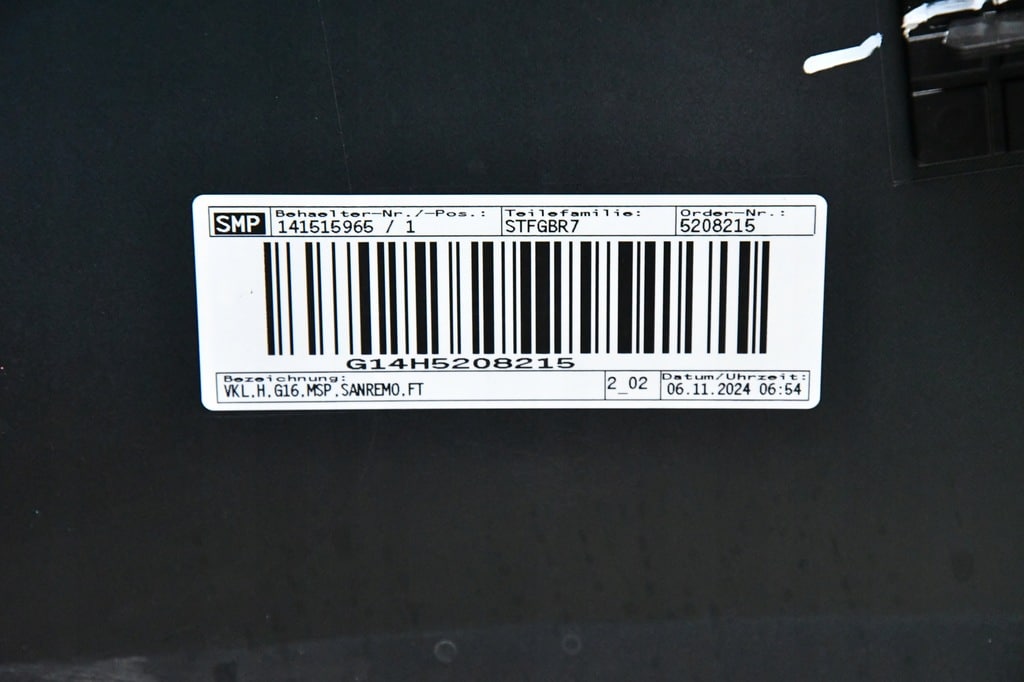 SMP
Behaelter-Nr./-Pos.: Teilefamilie: Order-Nr.:
141515965 / 1 STFGBR7 5208215
G14H5208215
Bezeichnung: 2_02 Datum/Uhrzeit:
VKL.H.G16.MSP.SANREMO.FT 06.11.2024 06:54